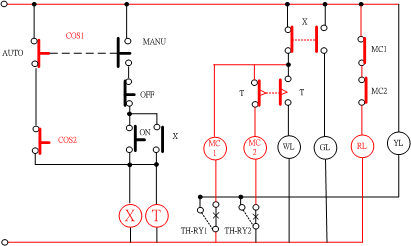 COS1
X
AUTO
MANU
MC1
OFF
T
T
MC2
COS2
ON
X
MC
1
MC
2
WL
GL
RL
YL
X
T
TH-RY1
TH-RY2